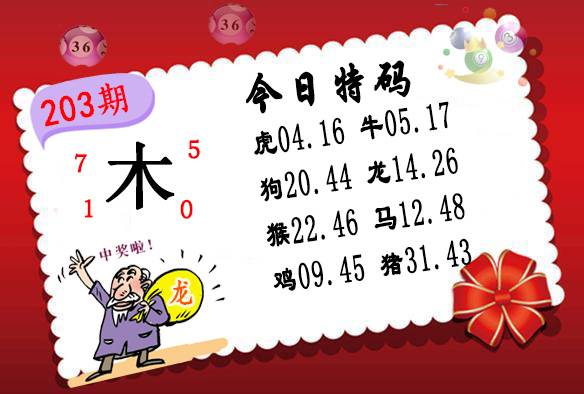 36
36
203期
7 5
木
1 0
中奖啦!
龙
今日特码
虎04.16 牛05.17
狗20.44 龙14.26
猴22.46 马12.48
鸡09.45 猪31.43